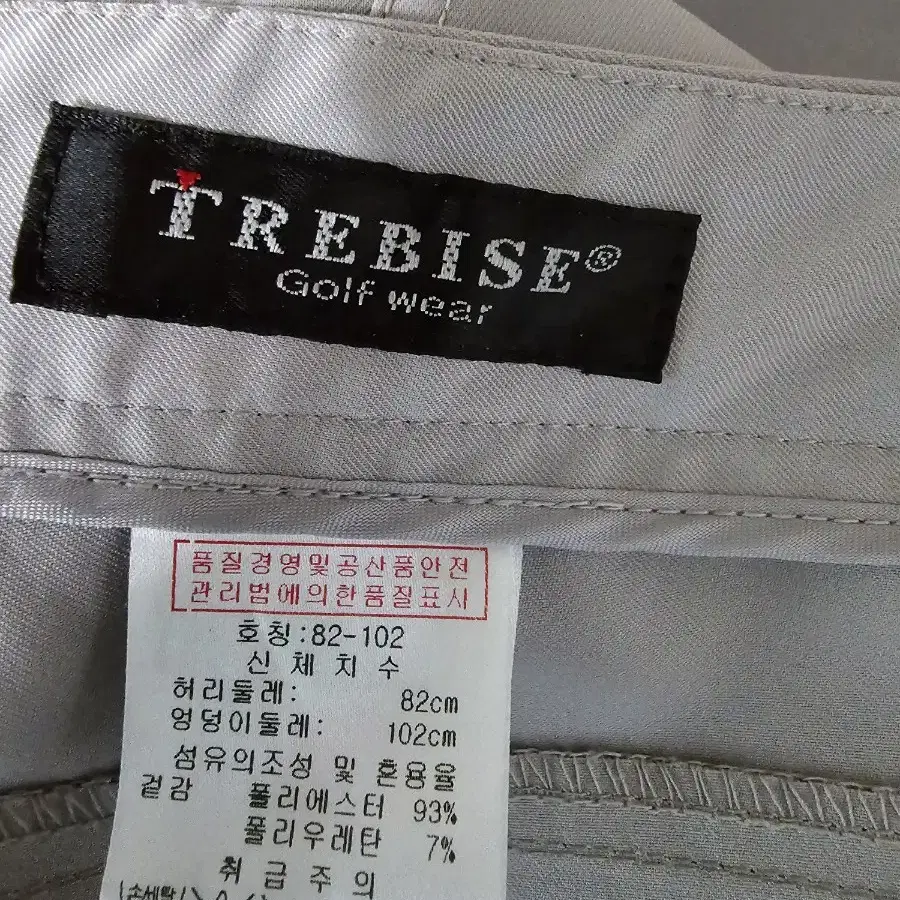 TREBISE®
Golf wear
품질경영및공산품안전
관리법에의한품질표시
호칭:82-102
신체치수
허리둘레: 82cm
엉덩이둘레: 102cm
섬유의조성 및 혼용율
겉감 폴리에스터 93%
폴리우레탄 7%
취급주의
손세탁